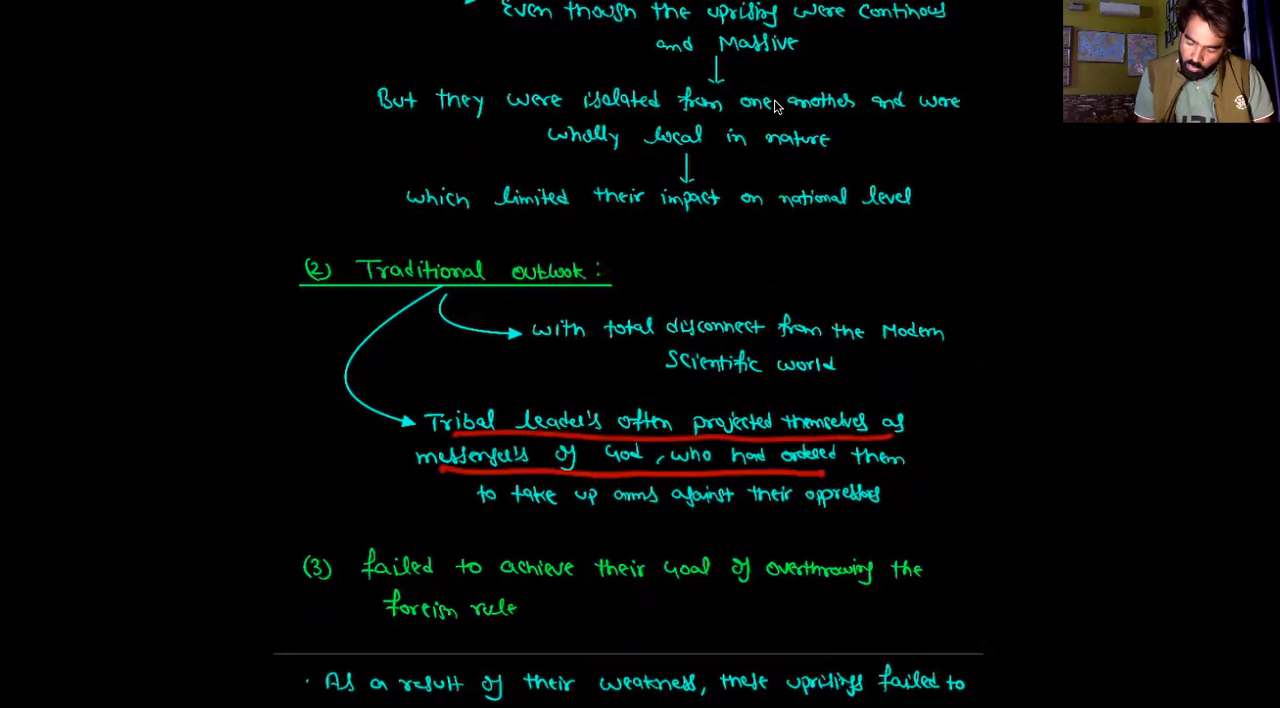 Even though the uprising were continous
and Massive
But they were isolated from one another and were
wholly local in nature
which limited their impact on national level
(2) Traditional outlook :
with total disconnect from the Modern
Scientific world
Tribal leader's often projected themselves as
messenger's of God, who had ordered them
to take up arms against their oppressors
(3) failed to achieve their Goal of overthrowing the
foreign rule
· As a result of their weakness, these uprisings failed to